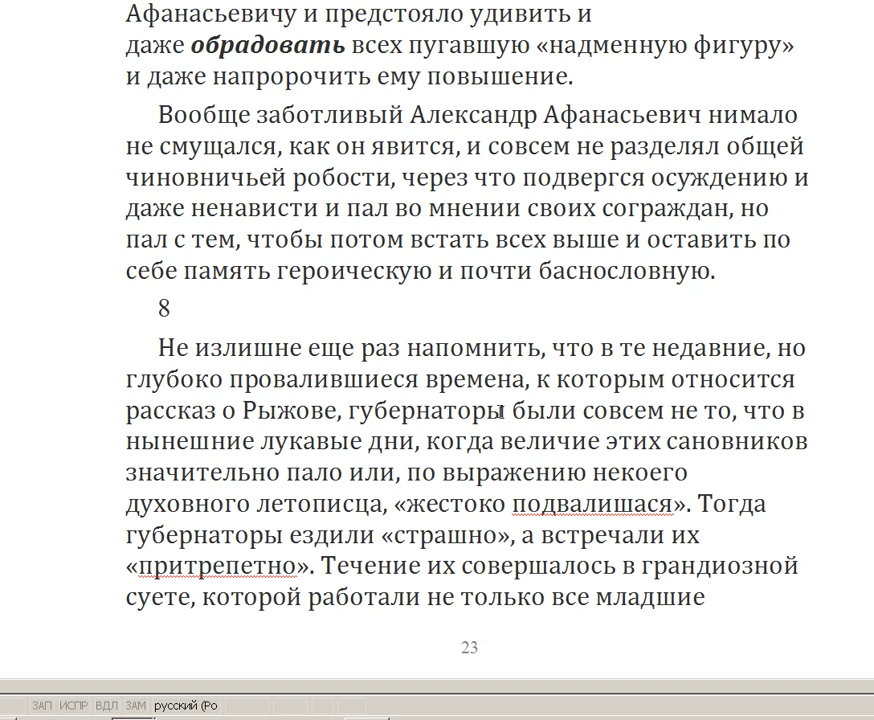 Афанасьевичу и предстояло удивить и
даже обрадовать всех пугавшую «надменную фигуру»
и даже напророчить ему повышение.
Вообще заботливый Александр Афанасьевич нимало
не смущался, как он явится, и совсем не разделял общей
чиновничьей робости, через что подвергся осуждению и
даже ненависти и пал во мнении своих сограждан, но
пал с тем, чтобы потом встать всех выше и оставить по
себе память героическую и почти баснословную.
8
Не излишне еще раз напомнить, что в те недавние, но
глубоко провалившиеся времена, к которым относится
рассказ о Рыжове, губернаторы были совсем не то, что в
нынешние лукавые дни, когда величие этих сановников
значительно пало или, по выражению некоего
духовного летописца, «жестоко подвалишася». Тогда
губернаторы ездили «страшно», а встречали их
«притрепетно». Течение их совершалось в грандиозной
суете, которой работали не только все младшие
23
ЗАП ИСПР ВДЛ ЗАМ русский (Ро